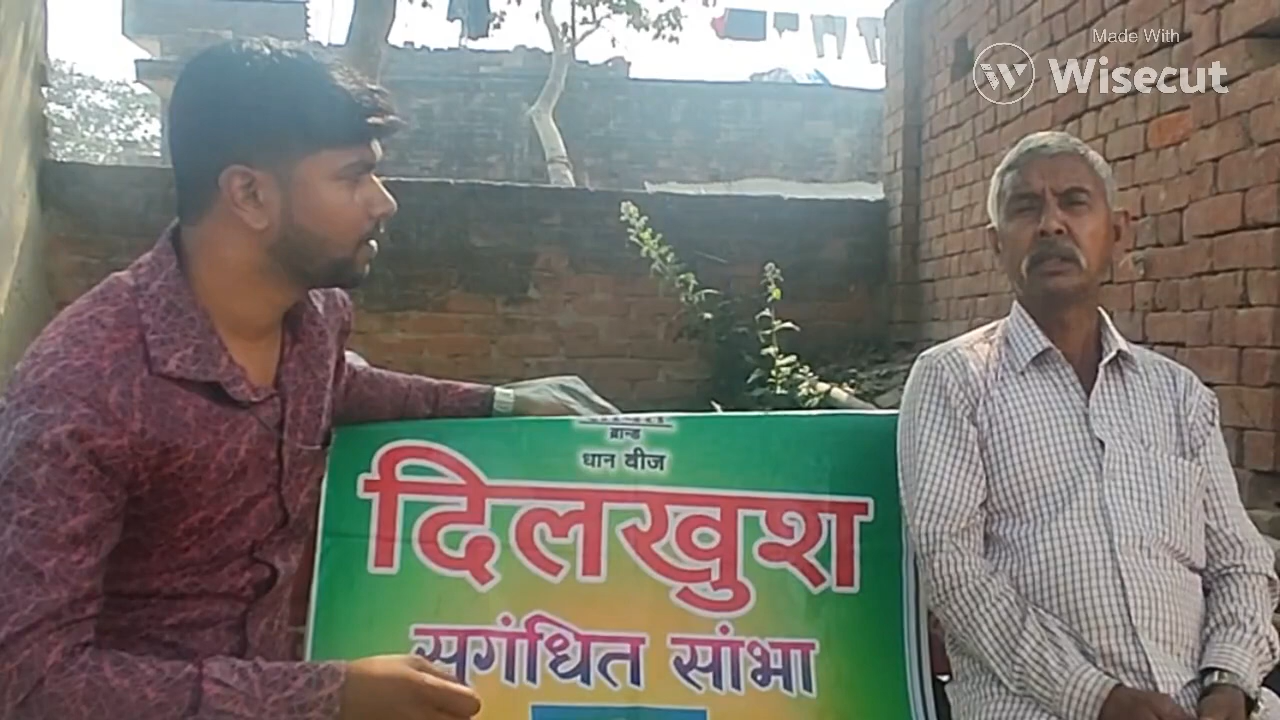 Made With
Wisecut
ब्रान्ड
धान बीज
दिलखुश
सुगंधित सांभा